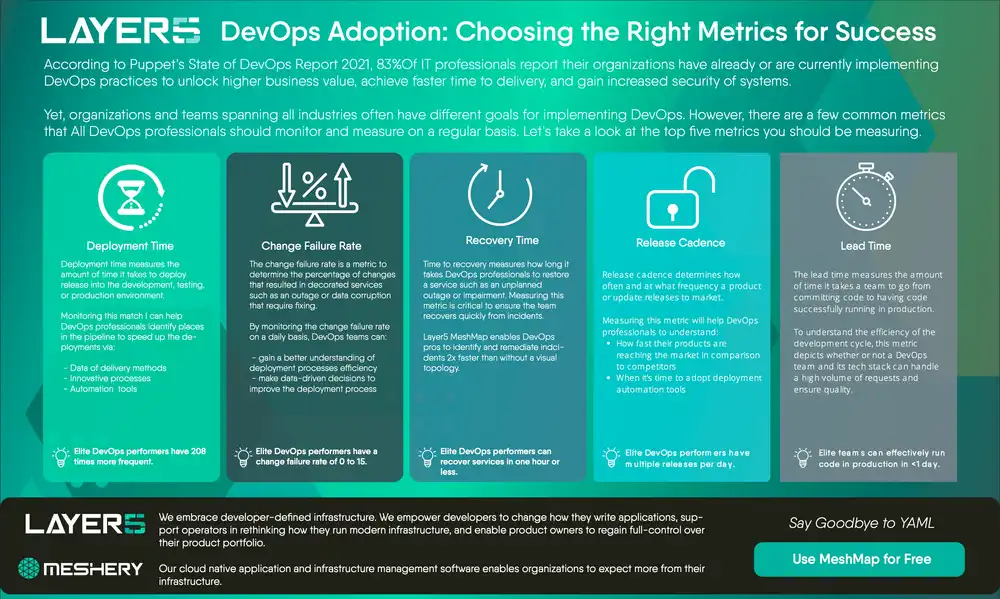 LAYER5 DevOps Adoption: Choosing the Right Metrics for Success
According to Puppet's State of DevOps Report 2021, 83%Of IT professionals report their organizations have already or are currently implementing
DevOps practices to unlock higher business value, achieve faster time to delivery, and gain increased security of systems.
Yet, organizations and teams spanning all industries often have different goals for implementing DevOps. However, there are a few common metrics
that All DevOps professionals should monitor and measure on a regular basis. Let's take a look at the top five metrics you should be measuring.
Deployment Time
Deployment time measures the
amount of time it takes to deploy
release into the development, testing,
or production environment.
Monitoring this match I can help
DevOps professionals identify places
in the pipeline to speed up the de-
ployments via:
- Data of delivery methods
- Innovative processes
- Automation tools
Elite DevOps performers have 208
times more frequent.
%
Change Failure Rate
The change failure rate is a metric to
determine the percentage of changes
that resulted in decorated services
such as an outage or data corruption
that require fixing.
By monitoring the change failure rate
on a daily basis, DevOps teams can:
- gain a better understanding of
deployment processes efficiency
- make data-driven decisions to
improve the deployment process
Elite DevOps performers have a
change failure rate of 0 to 15.
Recovery Time
Time to recovery measures how long it
takes DevOps professionals to restore
a service such as an unplanned
outage or impairment. Measuring this
metric is critical to ensure the team
recovers quickly from incidents.
Layer5 MeshMap enables DevOps
pros to identify and remediate indci-
dents 2x faster than without a visual
topology.
Elite DevOps performers can
recover services in one hour or
less.
Release Cadence
Release cadence determines how
often and at what frequency a product
or update releases to market.
Measuring this metric will help DevOps
professionals to understand:
• How fast their products are
reaching the market in comparison
to competitors
• When it's time to adopt deployment
automation tools
Elite DevOps performers have
multiple releases per day.
Lead Time
The lead time measures the amount
of time it takes a team to go from
committing code to having code
successfully running in production.
To understand the efficiency of the
development cycle, this metric
depicts whether or not a DevOps
team and its tech stack can handle
a high volume of requests and
ensure quality.
Elite teams can effectively run
code in production in <1 day.
LAYER5
We embrace developer-defined infrastructure. We empower developers to change how they write applications, sup-
port operators in rethinking how they run modern infrastructure, and enable product owners to regain full-control over
their product portfolio.
MESHERY
Our cloud native application and infrastructure management software enables organizations to expect more from their
infrastructure.
Say Goodbye to YAML
Use MeshMap for Free